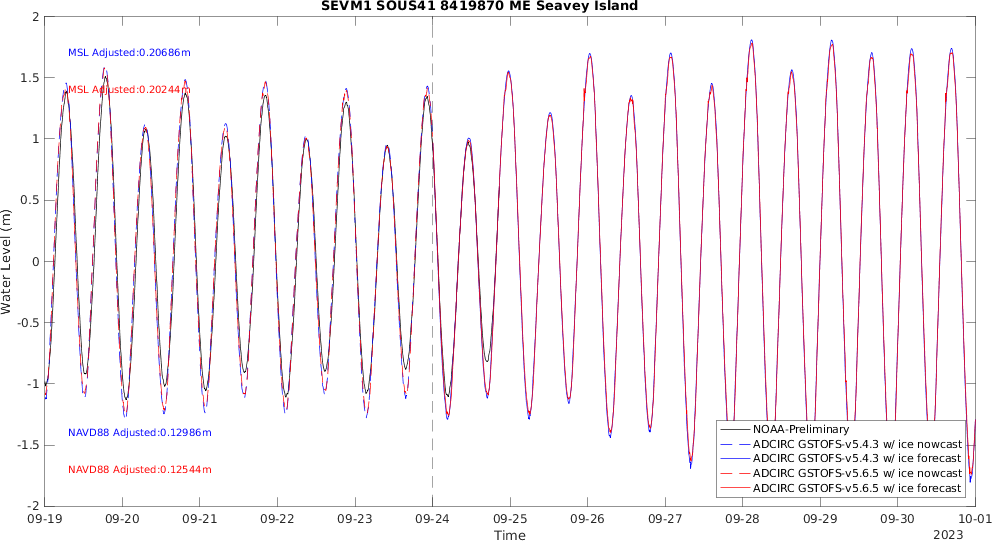 SEVM1 SOUS41 8419870 ME Seavey Island
MSL Adjusted:0.20686m
MSL Adjusted:0.20244m
NAVD88 Adjusted:0.12986m
NAVD88 Adjusted:0.12544m
Water Level (m)
2
1.5
1
0.5
0
-0.5
-1
-1.5
-2
NOAA-Preliminary
ADCIRC GSTOFS-v5.4.3 w/ ice nowcast
ADCIRC GSTOFS-v5.4.3 w/ ice forecast
ADCIRC GSTOFS-v5.6.5 w/ ice nowcast
ADCIRC GSTOFS-v5.6.5 w/ ice forecast
09-19 09-20 09-21 09-22 09-23 09-24 09-25 09-26 09-27 09-28 09-29 09-30 10-01
Time
2023